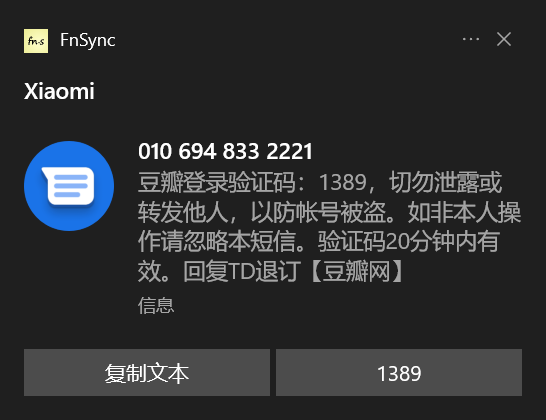 fn-s FnSync ...
Xiaomi
010 694 833 2221
豆瓣登录验证码：1389，切勿泄露或
转发他人，以防帐号被盗。如非本人操
作请忽略本短信。验证码20分钟内有
效。回复TD退订【豆瓣网】
信息
复制文本 1389